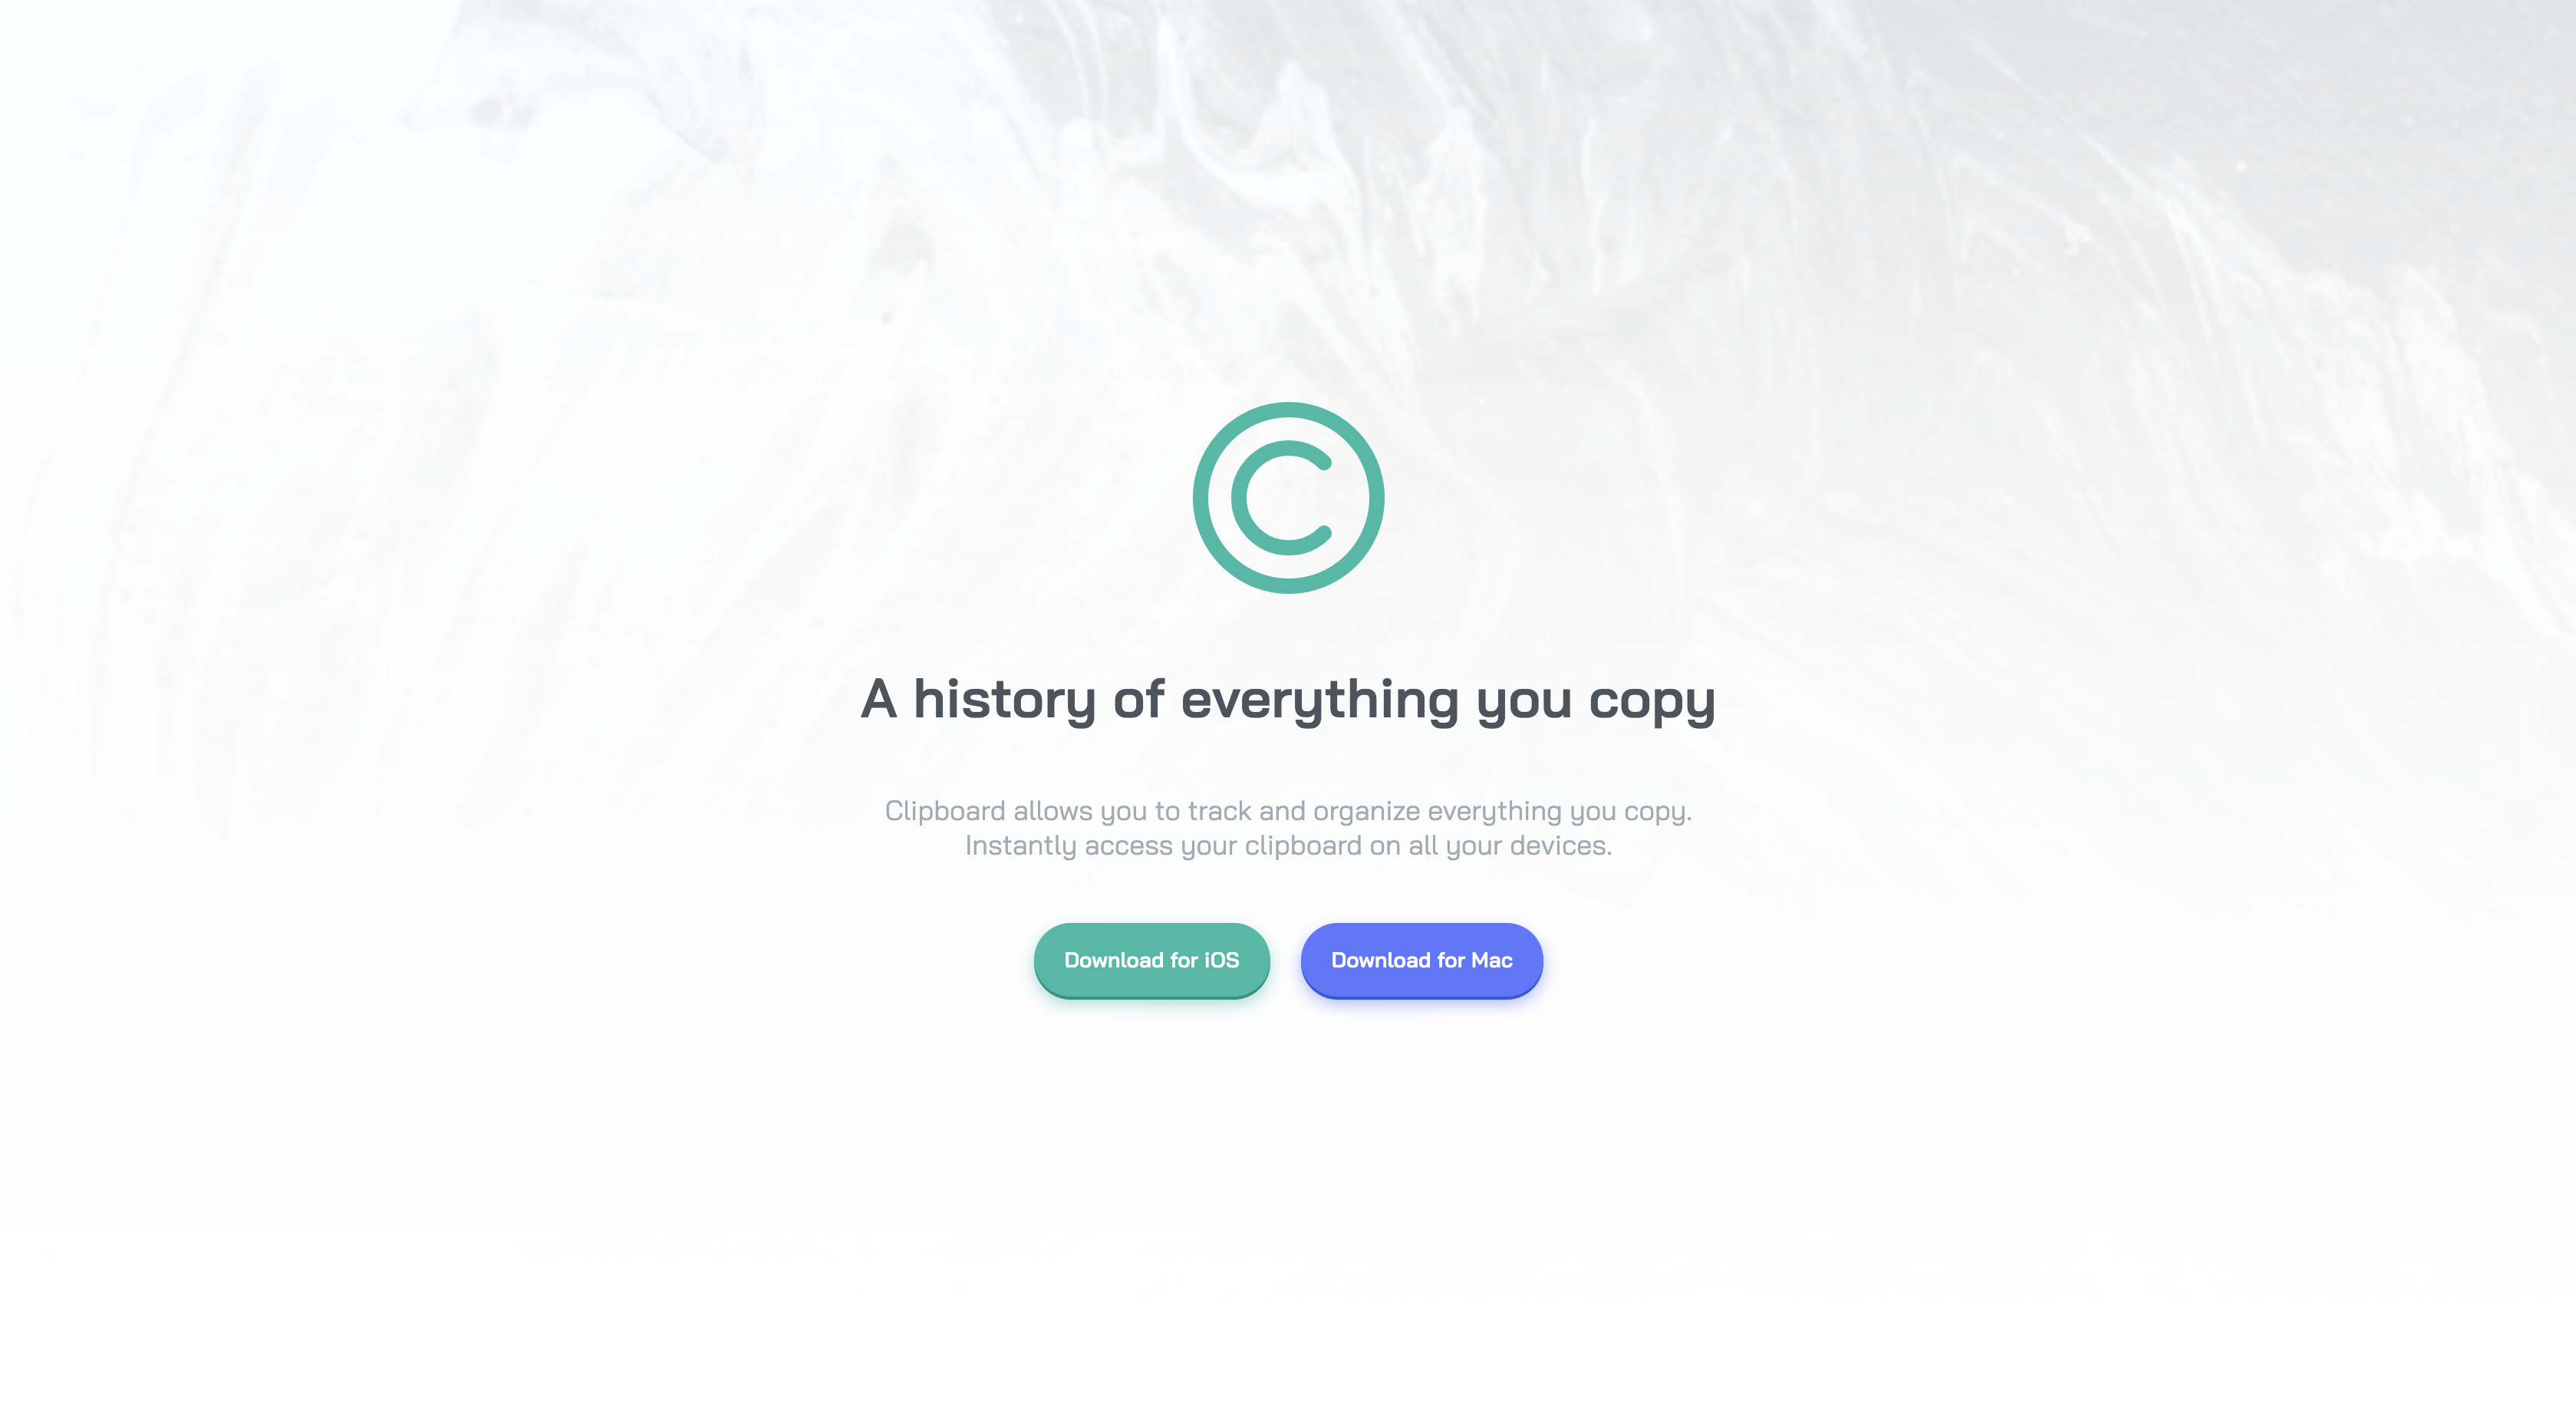 A history of everything you copy
Clipboard allows you to track and organize everything you copy.
Instantly access your clipboard on all your devices.
Download for iOS
Download for Mac